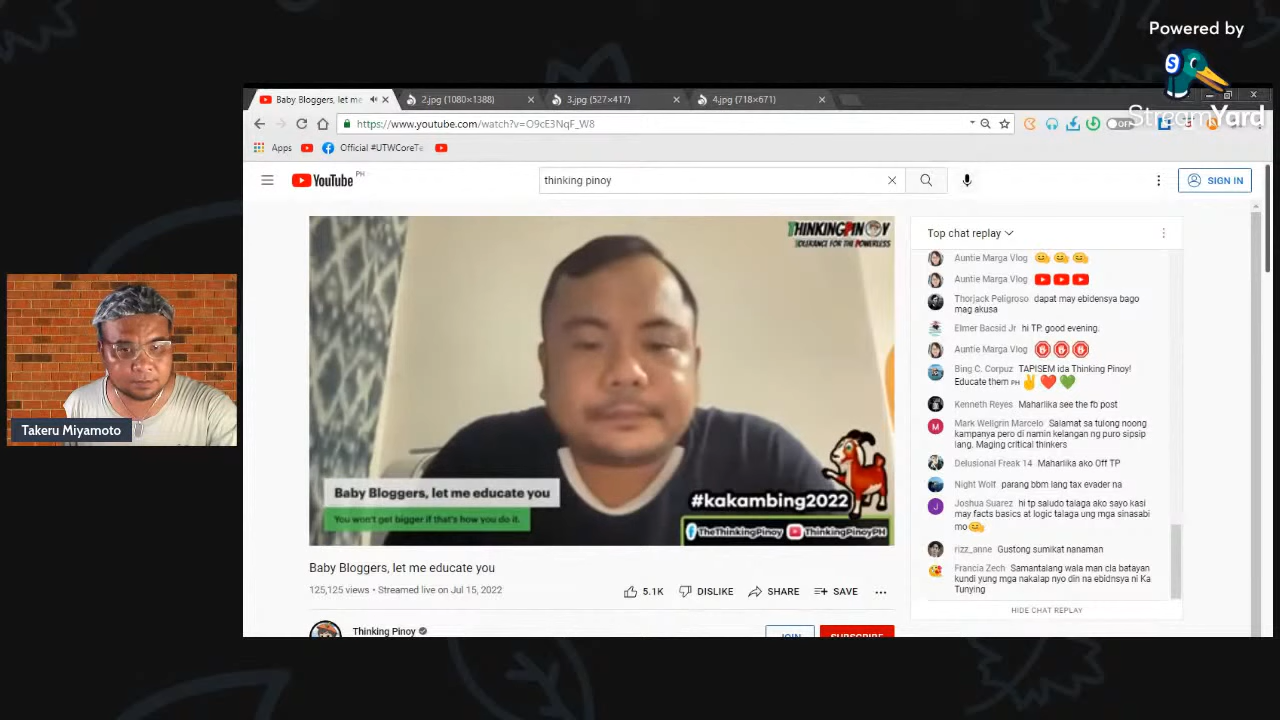 Powered by
StreamYard
Baby Bloggers, let me
2.jpg (1080×1388)
3.jpg (527×417)
4.jpg (718×671)
https://www.youtube.com/watch?v=O9cE3NqF_W8
OFF
Apps
Official #UTWCoreTe
YouTube PH
thinking pinoy
SIGN IN
THINKINGPINOY
TOLERANCE FOR THE POWERLESS
Baby Bloggers, let me educate you
You won't get bigger if that's how you do it.
#kakambing2022
TheThinkingPinoy
ThinkingPinoyPH
Takeru Miyamoto
Baby Bloggers, let me educate you
125,125 views • Streamed live on Jul 15, 2022
5.1K
DISLIKE
SHARE
SAVE
Thinking Pinoy
JOIN
SUBSCRIBE
Top chat replay
Auntie Marga Vlog
Auntie Marga Vlog
Thorjack Peligroso dapat may ebidensya bago
mag akusa
Elmer Bacsid Jr hi TP. good evening.
Auntie Marga Vlog
Bing C. Corpuz TAPISEM ida Thinking Pinoy!
Educate them PH ✌❤💚
Kenneth Reyes Maharlika see the fb post
Mark Weligrin Marcelo Salamat sa tulong noong
kampanya pero di namin kelangan ng puro sipsip
lang. Maging critical thinkers
Delusional Freak 14 Maharlika ako Off TP
Night Wolf parang bbm lang tax evader na
Joshua Suarez hi tp saludo talaga ako sayo kasi
may facts basics at logic talaga ung mga sinasabi
mo😊
rizz_anne Gustong sumikat nanaman
Francia Zech Samantalang wala man cla batayan
kundi yung mga nakalap nyo din na ebidnsya ni Ka
Tunying
HIDE CHAT REPLAY